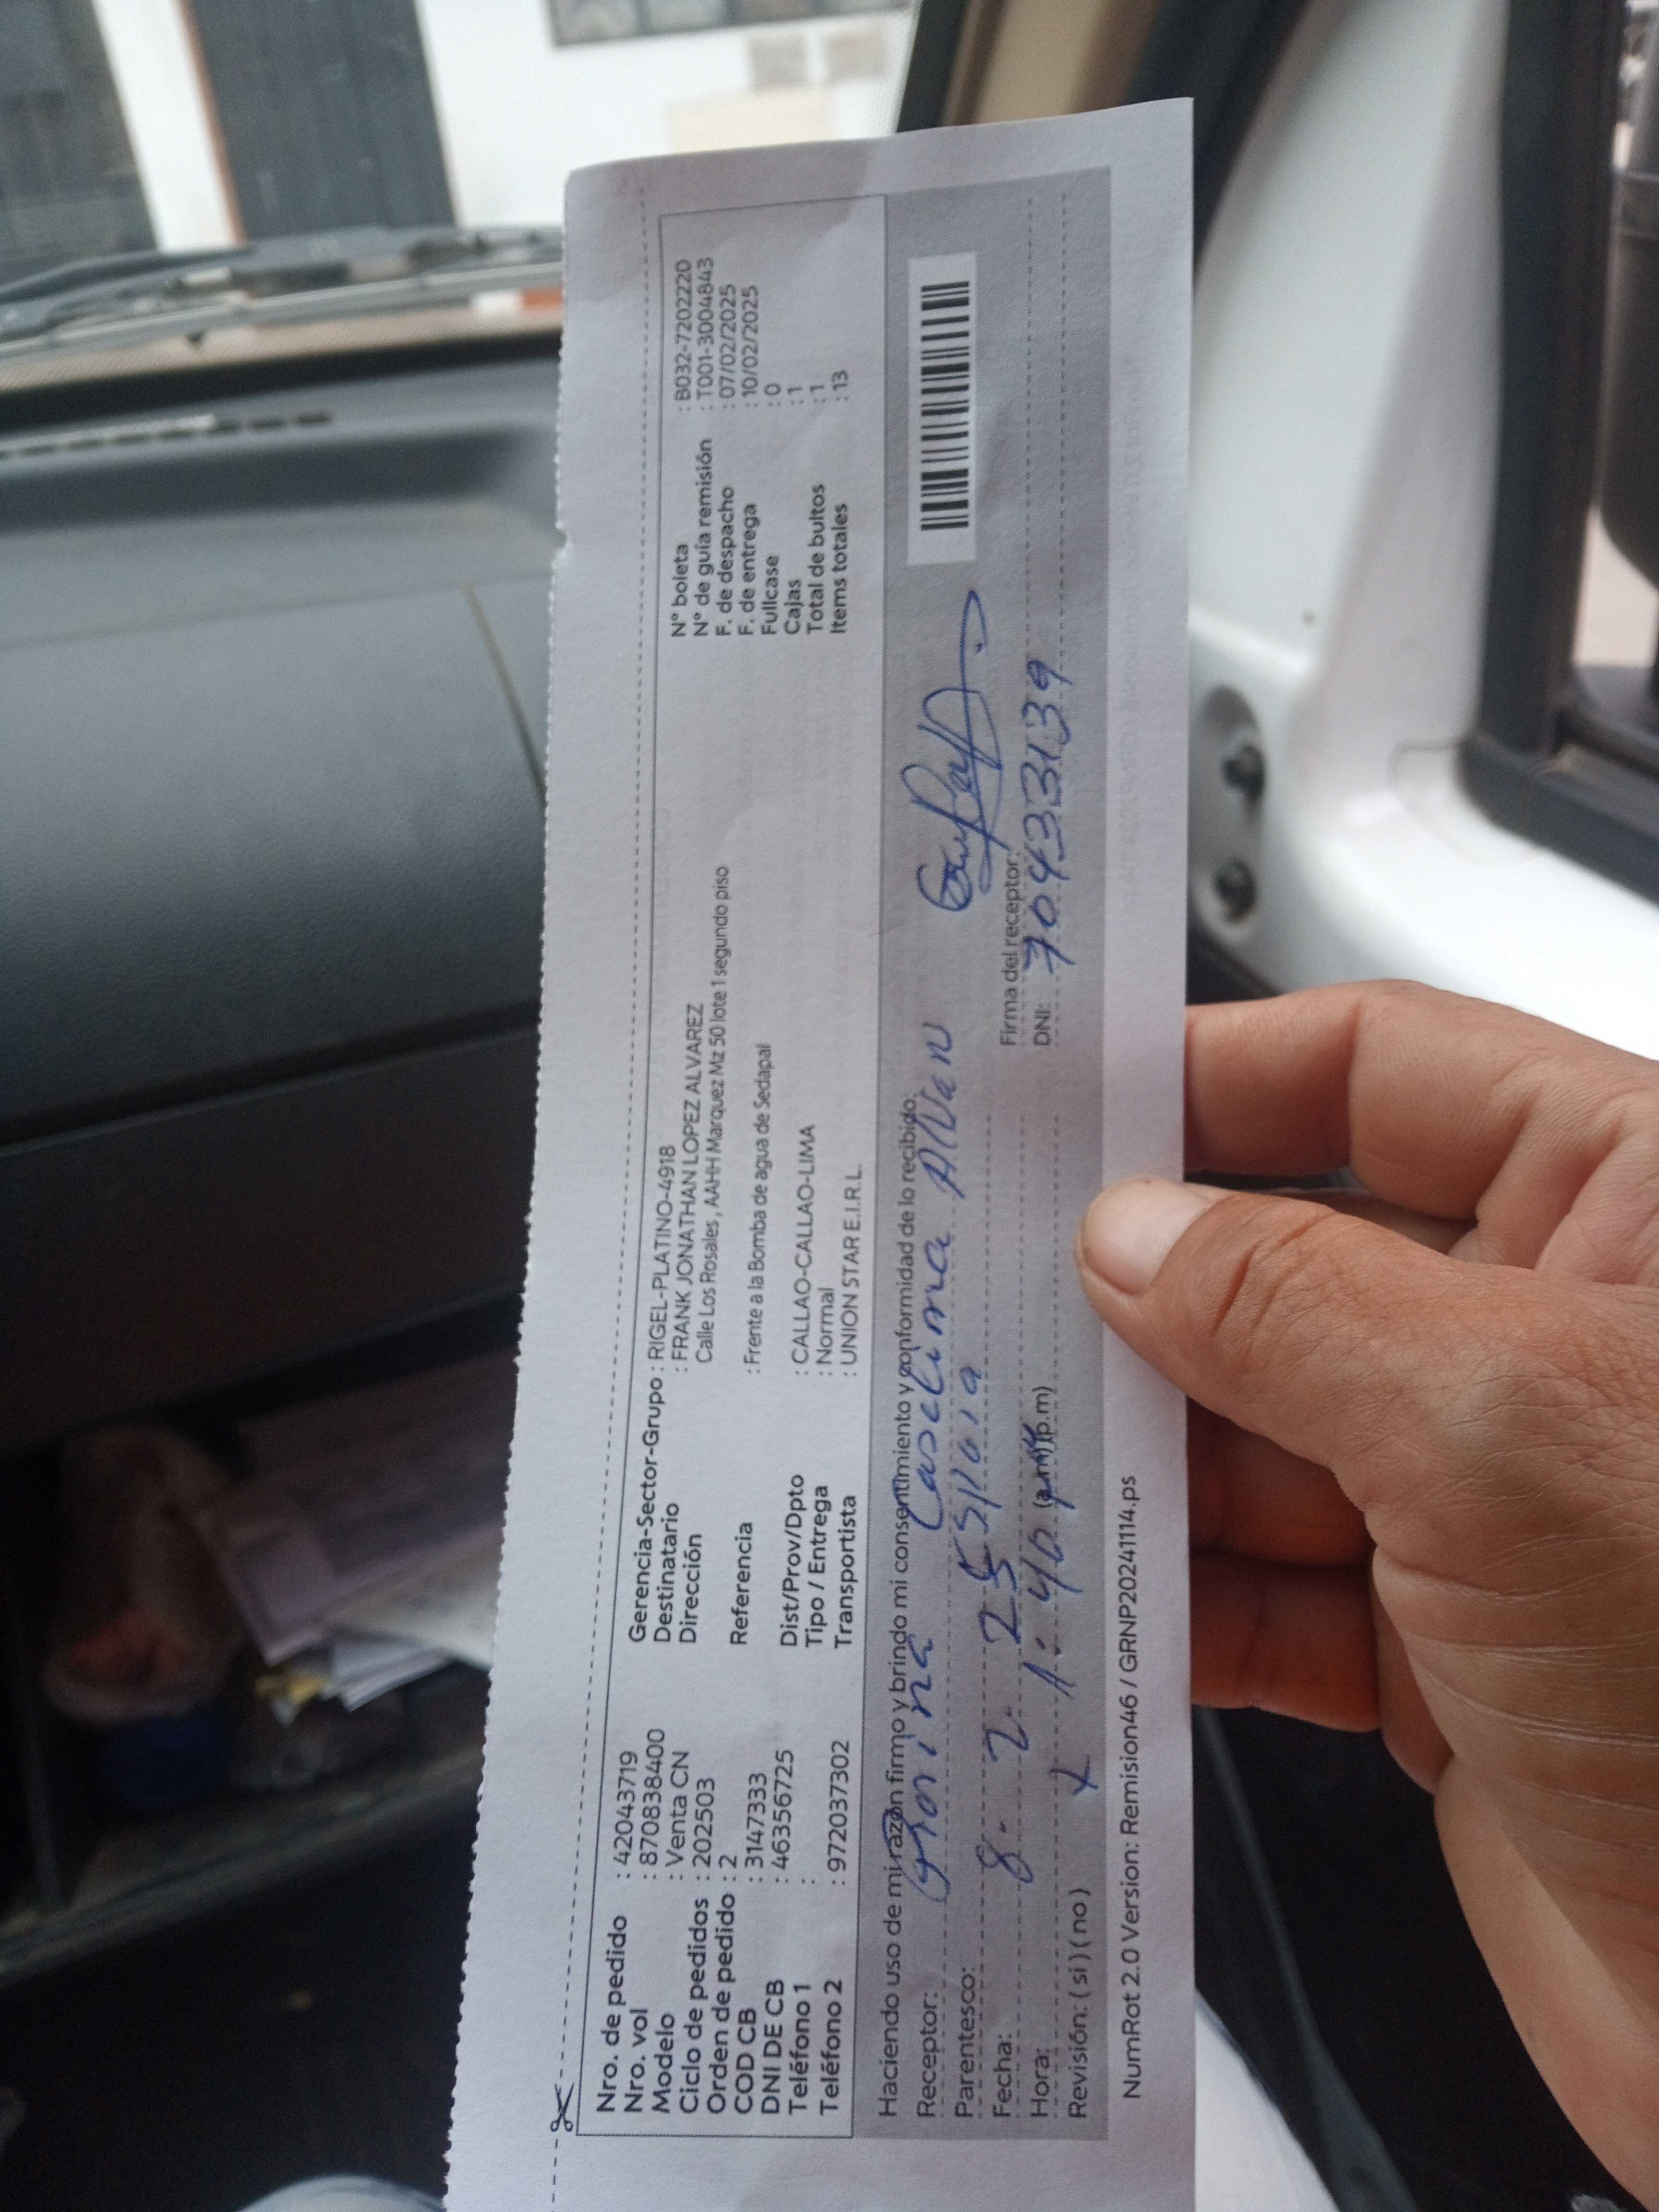 Nro. de pedido : 42043719
Nro. vol : 8708838400
Modelo : Venta CN
Ciclo de pedidos : 202503
Orden de pedido : 2
COD CB : 3147333
DNI DE CB : 46356725
Teléfono 1 :
Teléfono 2 : 972037302
Gerencia-Sector-Grupo : RIGEL-PLATINO-4918
Destinatario : FRANK JONATHAN LOPEZ ALVAREZ
Dirección Calle Los Rosales , AAHH Marquez Mz 50 lote 1 segundo piso
Referencia : Frente a la Bomba de agua de Sedapal
Dist/Prov/Dpto : CALLAO-CALLAO-LIMA
Tipo / Entrega : Normal
Transportista : UNION STAR E.I.R.L.
N° boleta : B032-7202220
N° de guía remisión : T001-3004843
F. de despacho : 07/02/2025
F. de entrega : 10/02/2025
Fullcase : 0
Cajas : 1
Total de bultos : 1
Items totales : 13
Haciendo uso de mi razón firmo y brindo mi consentimiento y conformidad de lo recibido:
Receptor:
Parentesco:
Fecha: 8. 2. 25
Hora: 1:40 (a.m) (p.m)
Revisión: ( si ) ( no )
Firma del receptor:
DNI: 70433139
NumRot 2.0 Version: Remision46 / GRNP20241114.ps